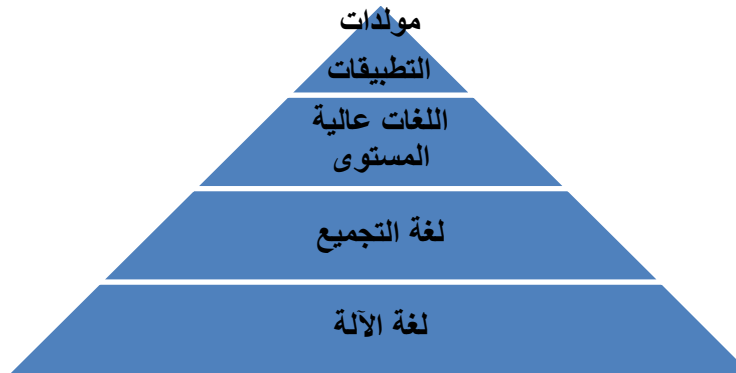 مولدات
التطبيقات
اللغات عالية
المستوى
لغة التجميع
لغة الآلة